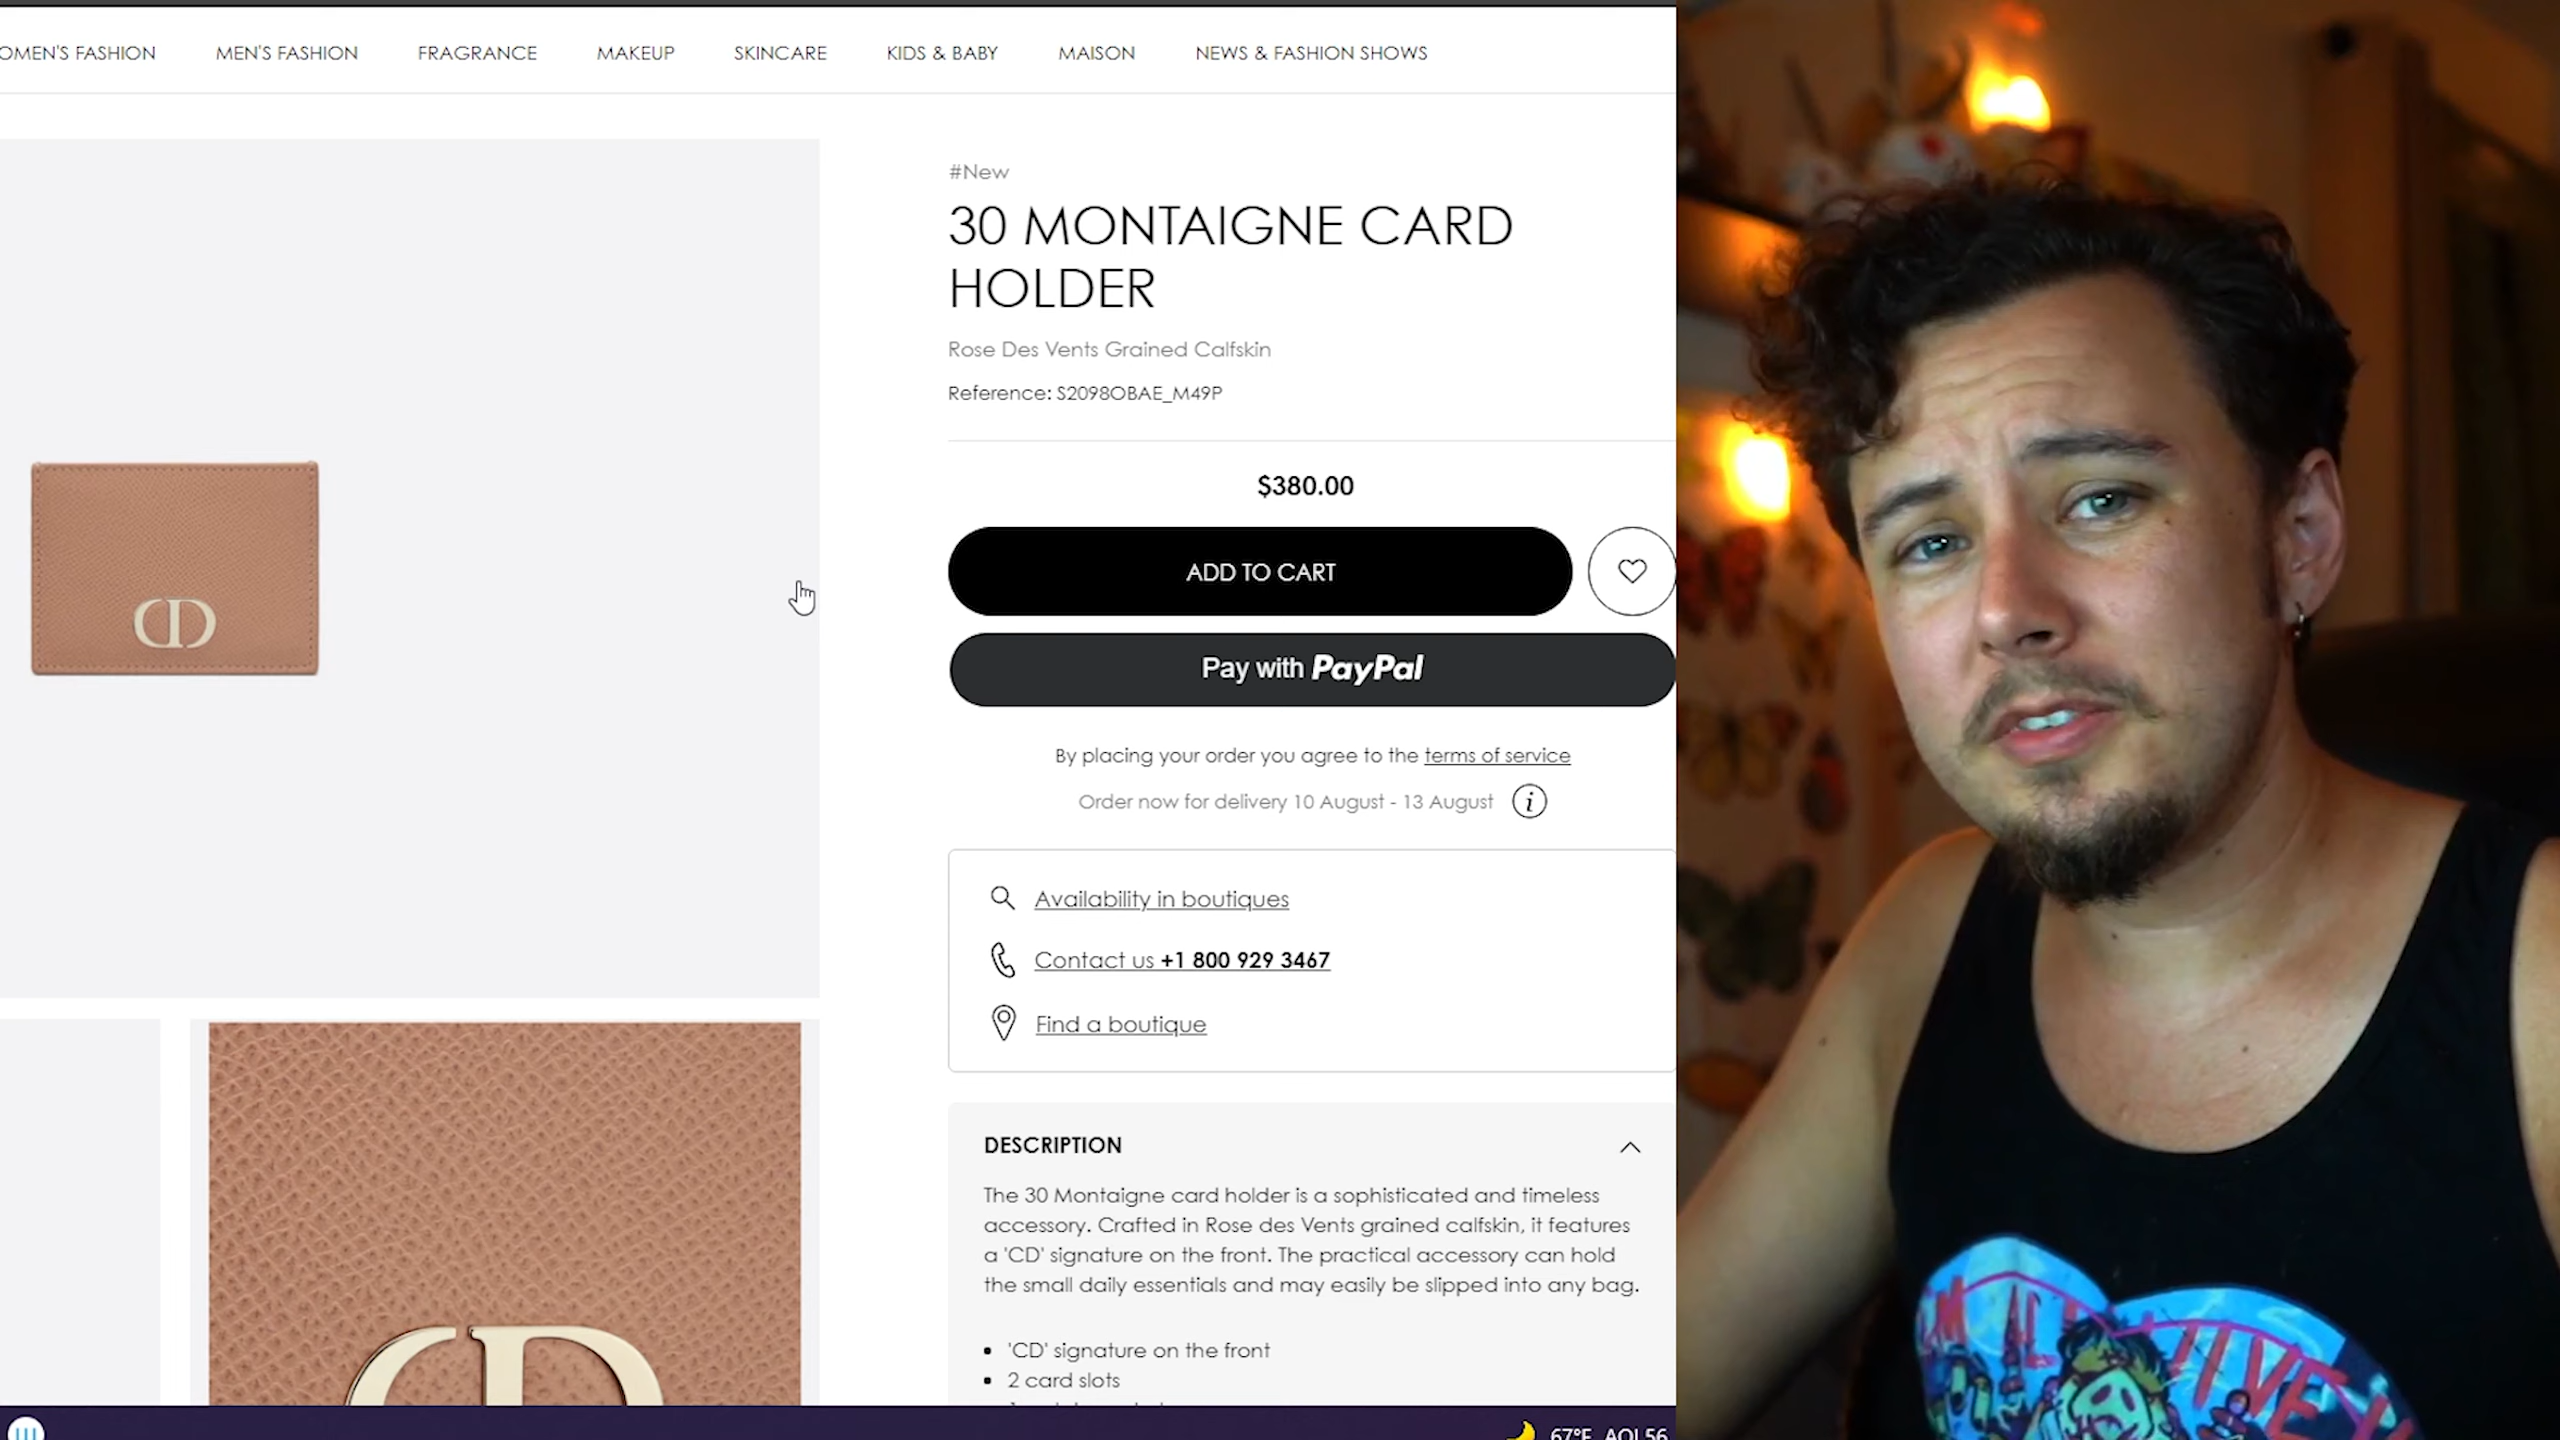 OMEN'S FASHION MEN'S FASHION FRAGRANCE MAKEUP SKINCARE KIDS & BABY MAISON NEWS & FASHION SHOWS
#New
30 MONTAIGNE CARD
HOLDER
Rose Des Vents Grained Calfskin
Reference: S2098OBAE_M49P
$380.00
ADD TO CART
Pay with PayPal
By placing your order you agree to the terms of service
Order now for delivery 10 August - 13 August
Availability in boutiques
Contact us +1 800 929 3467
Find a boutique
DESCRIPTION
The 30 Montaigne card holder is a sophisticated and timeless
accessory. Crafted in Rose des Vents grained calfskin, it features
a 'CD' signature on the front. The practical accessory can hold
the small daily essentials and may easily be slipped into any bag.
• 'CD' signature on the front
• 2 card slots
67°F AQI 56
CD
CD